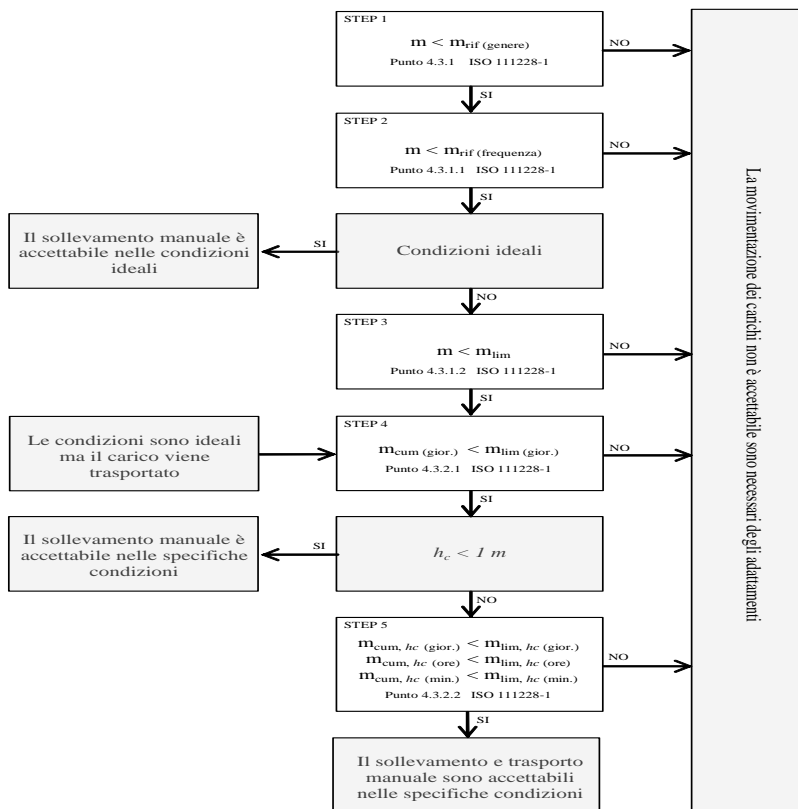 STEP 1
m < mrif (genere)
Punto 4.3.1 ISO 111228-1
NO
SI
STEP 2
m < mrif (frequenza)
Punto 4.3.1.1 ISO 111228-1
NO
SI
Il sollevamento manuale è
accettabile nelle condizioni
ideali
SI
Condizioni ideali
NO
STEP 3
m < mlim
Punto 4.3.1.2 ISO 111228-1
NO
SI
Le condizioni sono ideali
ma il carico viene
trasportato
STEP 4
mcum (gior.) < mlim (gior.)
Punto 4.3.2.1 ISO 111228-1
NO
SI
Il sollevamento manuale è
accettabile nelle specifiche
condizioni
SI
hc < 1 m
NO
STEP 5
mcum, hc (gior.) < mlim, hc (gior.)
mcum, hc (ore) < mlim, hc (ore)
mcum, hc (min.) < mlim, hc (min.)
Punto 4.3.2.2 ISO 111228-1
NO
SI
Il sollevamento e trasporto
manuale sono accettabili
nelle specifiche condizioni
La movimentazione dei carichi non è accettabile sono necessari degli adattamenti